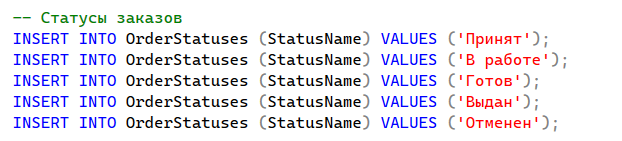 -- Статусы заказов
INSERT INTO OrderStatuses (StatusName) VALUES ('Принят');
INSERT INTO OrderStatuses (StatusName) VALUES ('В работе');
INSERT INTO OrderStatuses (StatusName) VALUES ('Готов');
INSERT INTO OrderStatuses (StatusName) VALUES ('Выдан');
INSERT INTO OrderStatuses (StatusName) VALUES ('Отменен');